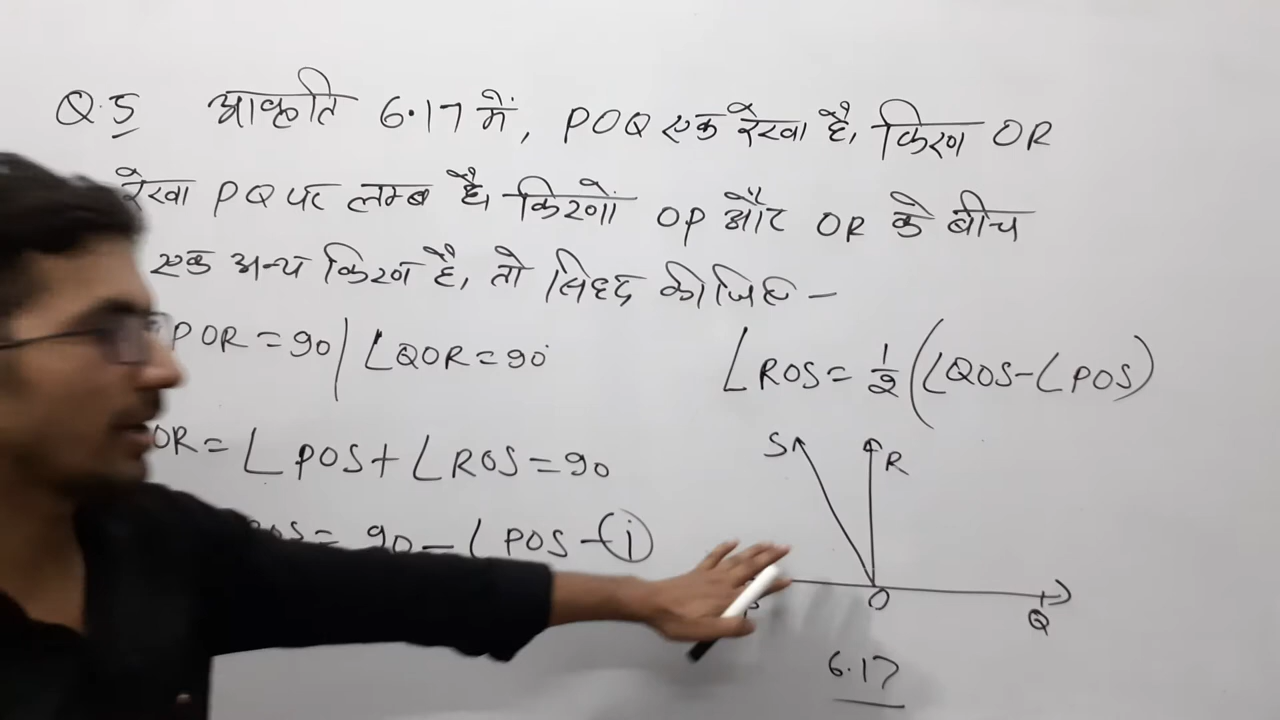 Q.5 आकृति 6.17 में, POQ एक रेखा है, किरण OR
रेखा PQ पर लम्ब है। किरणों OP और OR के बीच
एक अन्य किरण है, तो सिध्द कीजिए –
POR = 90 | ∠QOR = 90°
∠ROS = 1/2 (∠QOS - ∠POS)
OR = ∠POS + ∠ROS = 90
ROS = 90 - ∠POS - (i)
S
R
P
O
Q
6.17